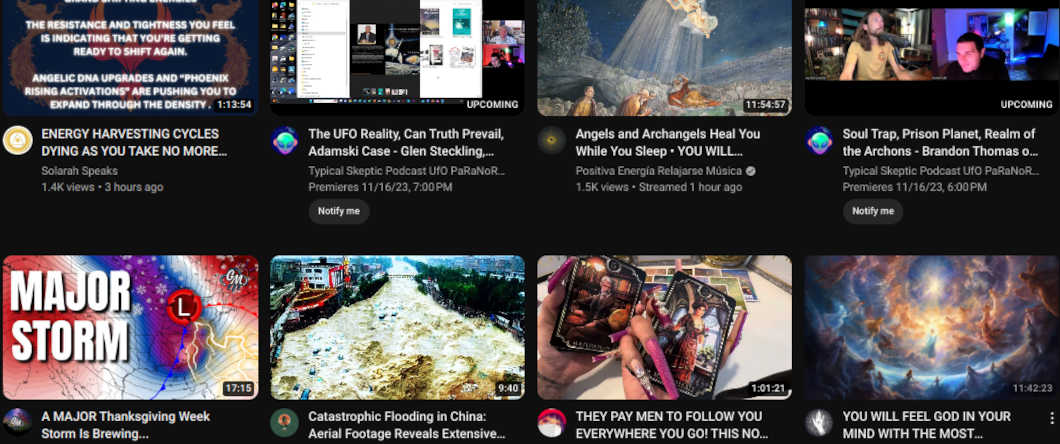 GRAND SHIFTING ENERGIES
THE RESISTANCE AND TIGHTNESS YOU FEEL
IS INDICATING THAT YOU'RE GETTING
READY TO SHIFT AGAIN.
ANGELIC DNA UPGRADES AND "PHOENIX
RISING ACTIVATIONS" ARE PUSHING YOU TO
EXPAND THROUGH THE DENSITY.
1:13:54
UPCOMING
11:54:57
UPCOMING
ENERGY HARVESTING CYCLES
DYING AS YOU TAKE NO MORE...
Solarah Speaks
1.4K views • 3 hours ago
The UFO Reality, Can Truth Prevail,
Adamski Case - Glen Steckling,...
Typical Skeptic Podcast UfO PaRaNoR...
Premieres 11/16/23, 7:00 PM
Notify me
Angels and Archangels Heal You
While You Sleep • YOU WILL...
Positiva Energía Relajarse Música
1.5K views • Streamed 1 hour ago
Soul Trap, Prison Planet, Realm of
the Archons - Brandon Thomas o...
Typical Skeptic Podcast UfO PaRaNoR...
Premieres 11/16/23, 6:00 PM
Notify me
MAJOR
STORM
GM
L
17:15
9:40
1:01:21
11:42:23
A MAJOR Thanksgiving Week
Storm Is Brewing...
Catastrophic Flooding in China:
Aerial Footage Reveals Extensive...
THEY PAY MEN TO FOLLOW YOU
EVERYWHERE YOU GO! THIS NO...
YOU WILL FEEL GOD IN YOUR
MIND WITH THE MOST...